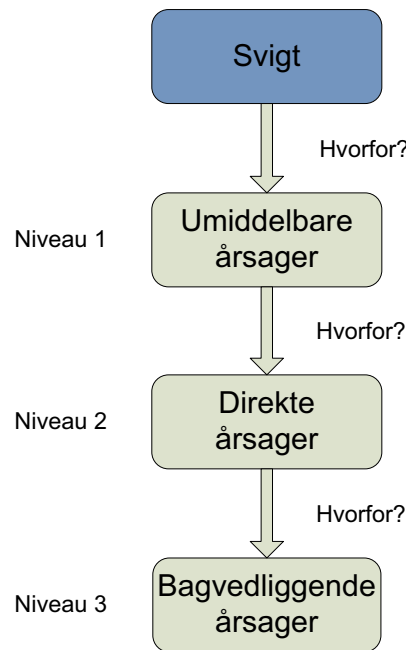 Svigt
Hvorfor?
Niveau 1
Umiddelbare
årsager
Hvorfor?
Niveau 2
Direkte
årsager
Hvorfor?
Niveau 3
Bagvedliggende
årsager